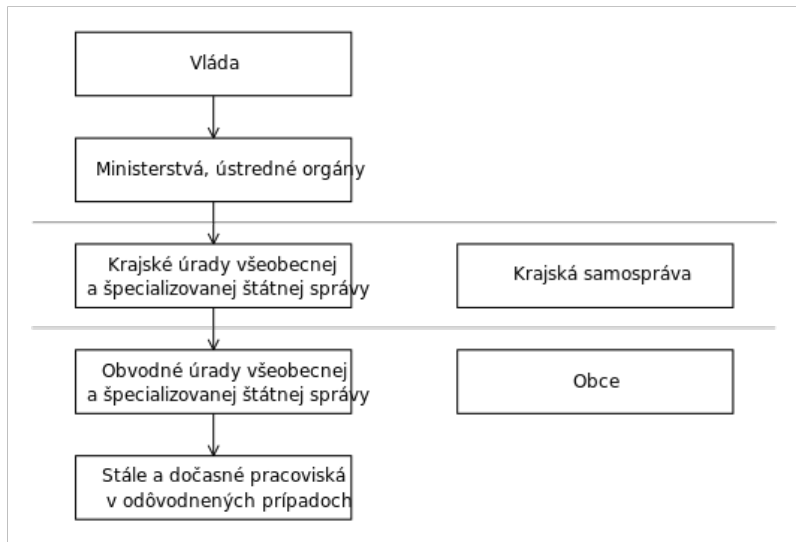 Vláda
Ministerstvá, ústredné orgány
Krajské úrady všeobecnej
a špecializovanej štátnej správy
Krajská samospráva
Obvodné úrady všeobecnej
a špecializovanej štátnej správy
Obce
Stále a dočasné pracoviská
v odôvodnených prípadoch